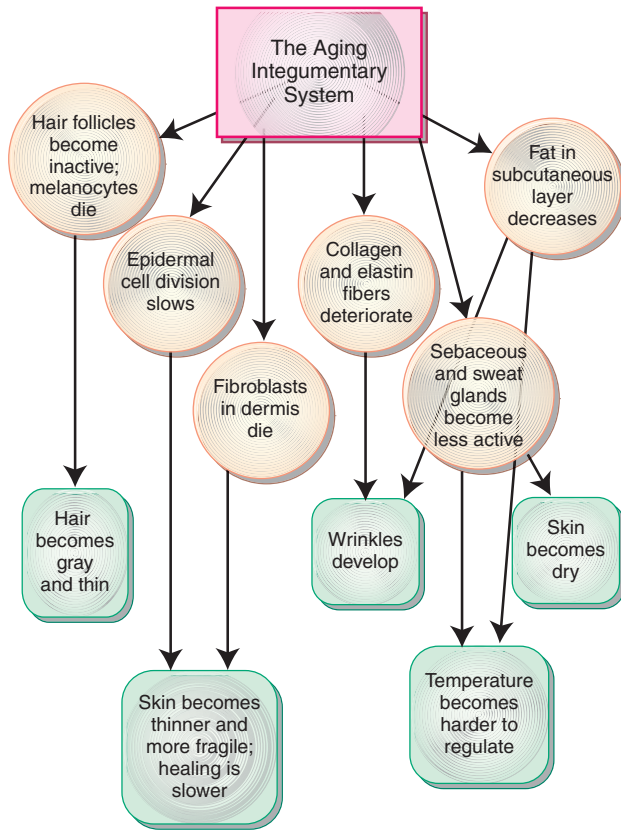 The Aging
Integumentary
System
Hair follicles
become
inactive;
melanocytes
die
Fat in
subcutaneous
layer
decreases
Epidermal
cell division
slows
Collagen
and elastin
fibers
deteriorate
Fibroblasts
in dermis
die
Sebaceous
and sweat
glands
become
less active
Hair
becomes
gray
and thin
Wrinkles
develop
Skin
becomes
dry
Skin becomes
thinner and
more fragile;
healing is
slower
Temperature
becomes
harder to
regulate